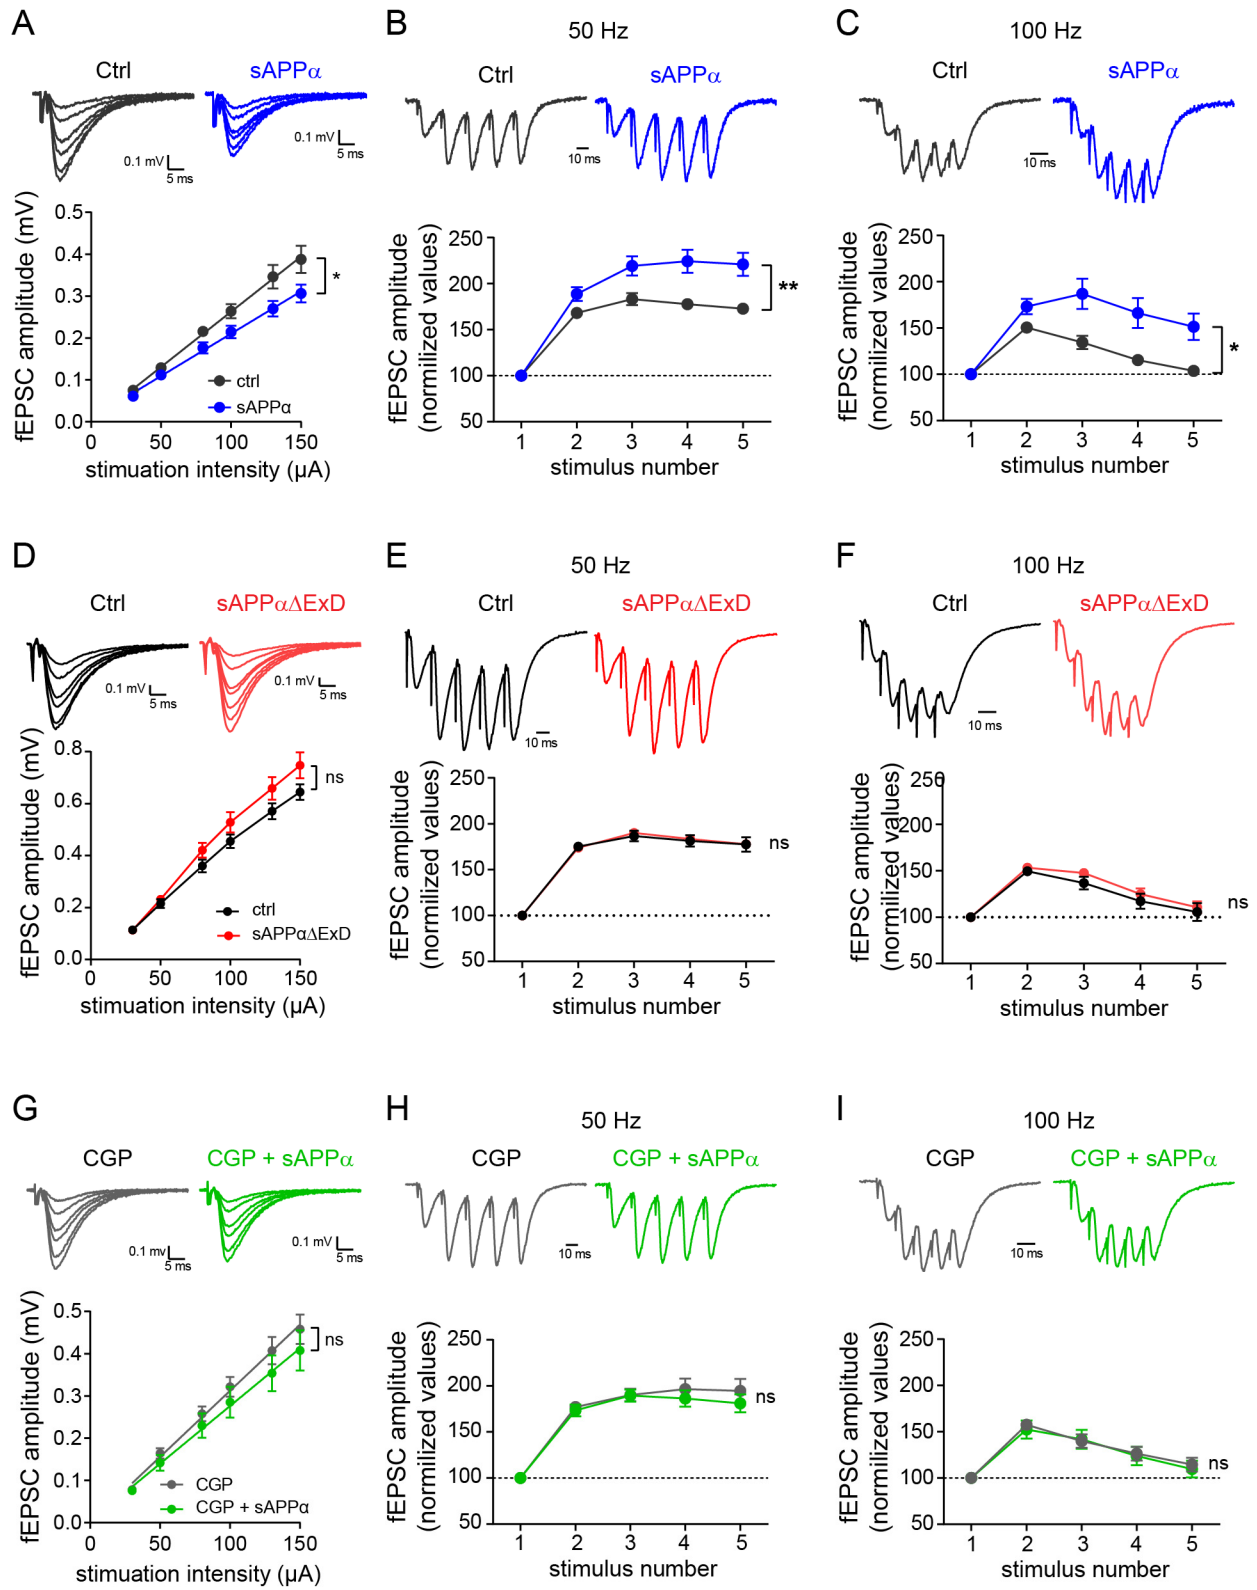 A
B
50 Hz
C
100 Hz
Ctrl
sAPPα
Ctrl
sAPPα
Ctrl
sAPPα
0.1 mV
5 ms
0.1 mV
5 ms
10 ms
10 ms
fEPSC amplitude (mV)
0.5
0.4
0.3
0.2
0.1
0.0
*
ctrl
sAPPα
0
50
100
150
stimuation intensity (µA)
fEPSC amplitude
(normilized values)
250
200
150
100
50
**
1
2
3
4
5
stimulus number
fEPSC amplitude
(normilized values)
250
200
150
100
50
*
1
2
3
4
5
stimulus number
D
E
50 Hz
F
100 Hz
Ctrl
sAPPαΔExD
Ctrl
sAPPαΔExD
Ctrl
sAPPαΔExD
0.1 mV
5 ms
0.1 mV
5 ms
10 ms
10 ms
fEPSC amplitude (mV)
0.8
0.6
0.4
0.2
0.0
ns
ctrl
sAPPαΔExD
0
50
100
150
stimuation intensity (µA)
fEPSC amplitude
(normilized values)
250
200
150
100
50
ns
1
2
3
4
5
stimulus number
fEPSC amplitude
(normilized values)
250
200
150
100
50
ns
1
2
3
4
5
stimulus number
G
H
50 Hz
I
100 Hz
CGP
CGP + sAPPα
CGP
CGP + sAPPα
CGP
CGP + sAPPα
0.1 mv
5 ms
0.1 mV
5 ms
10 ms
10 ms
fEPSC amplitude (mV)
0.5
0.4
0.3
0.2
0.1
0.0
ns
CGP
CGP + sAPPα
0
50
100
150
stimuation intensity (µA)
fEPSC amplitude
(normilized values)
250
200
150
100
50
ns
1
2
3
4
5
stimulus number
fEPSC amplitude
(normilized values)
250
200
150
100
50
ns
1
2
3
4
5
stimulus number